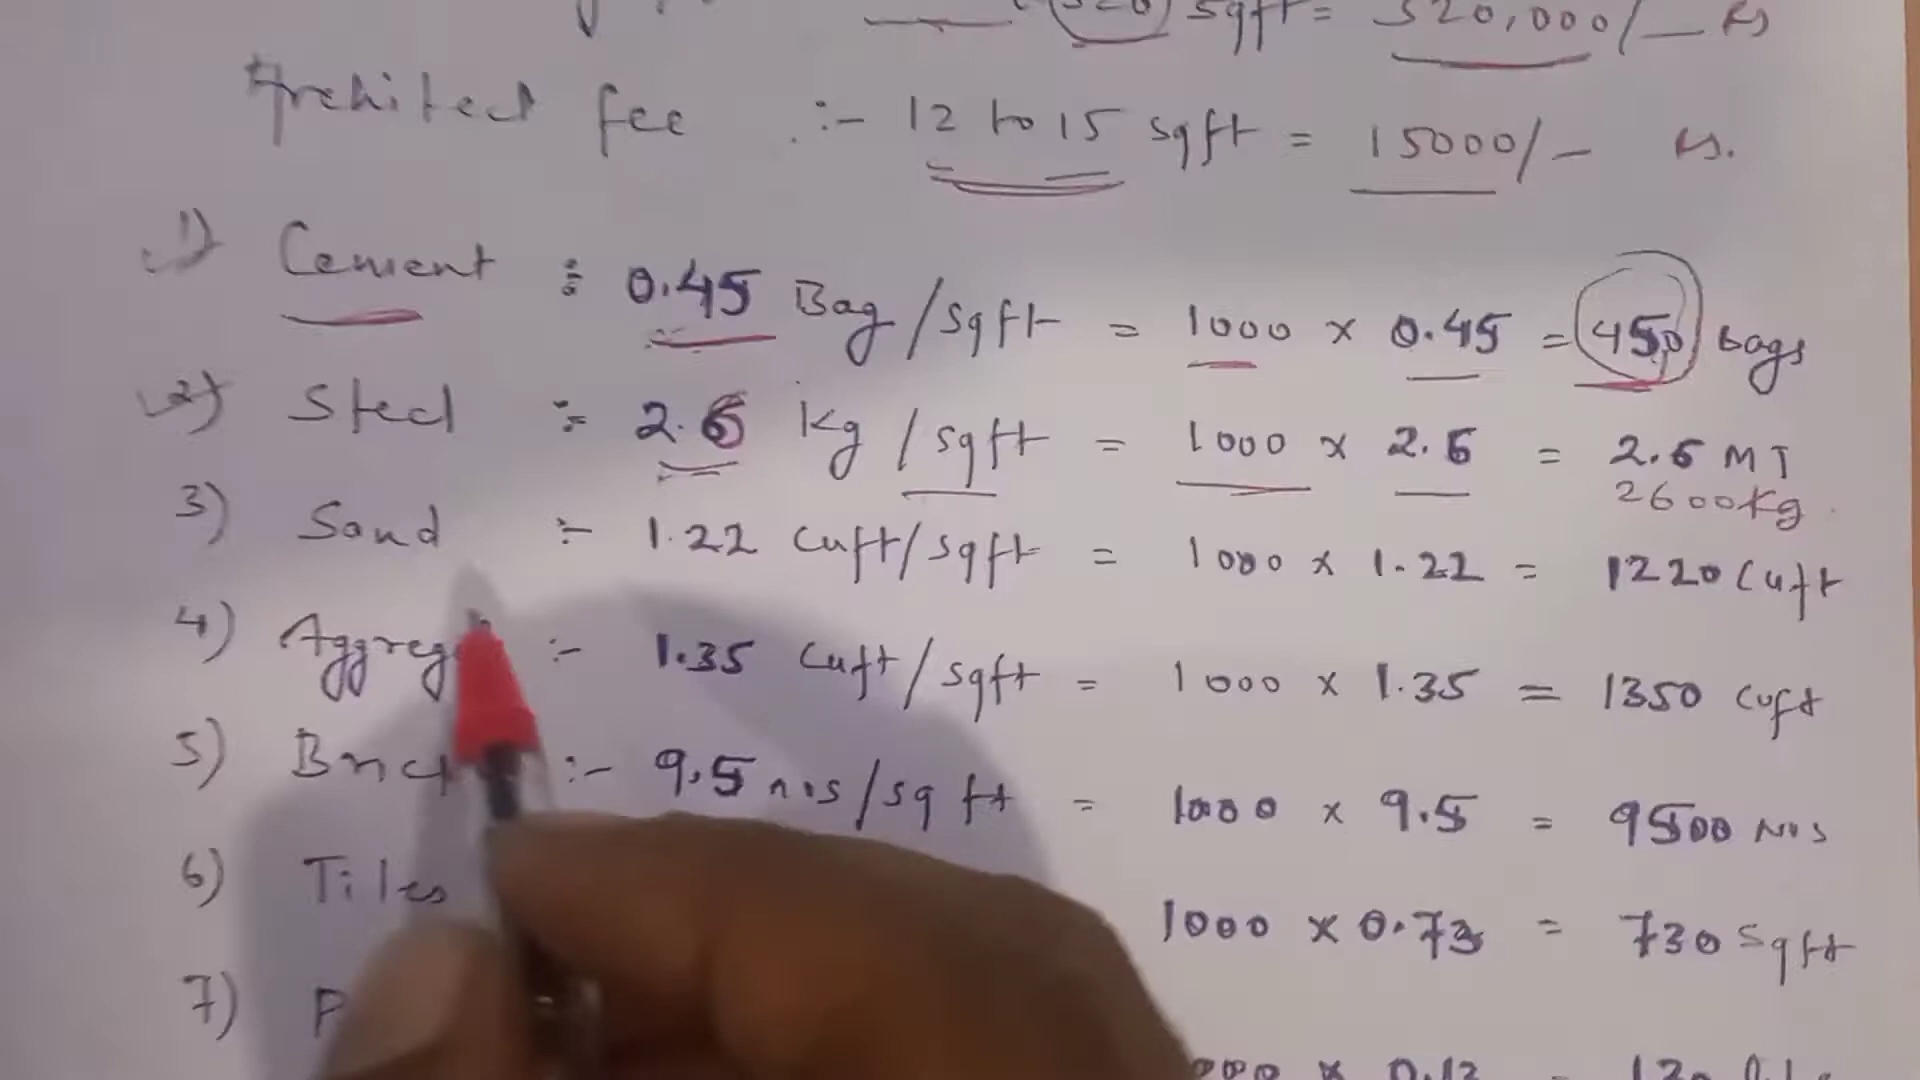 sqft = 320,000/- Rs
Architect fee :- 12 to 15 sqft = 15000/- Rs.
1) Cement : 0.45 Bag/sqft = 1000 x 0.45 = 450 Bags
2) Steel :- 2.6 Kg/sqft = 1000 x 2.6 = 2.6 MT
2600Kg
3) Sand :- 1.22 Cuft/sqft = 1000 x 1.22 = 1220 Cuft
4) Aggreg :- 1.35 Cuft/sqft = 1000 x 1.35 = 1350 Cuft
5) Brick :- 9.5 nos/sqft = 1000 x 9.5 = 9500 Nos
6) Tiles 1000 x 0.73 = 730 Sqft
7) P